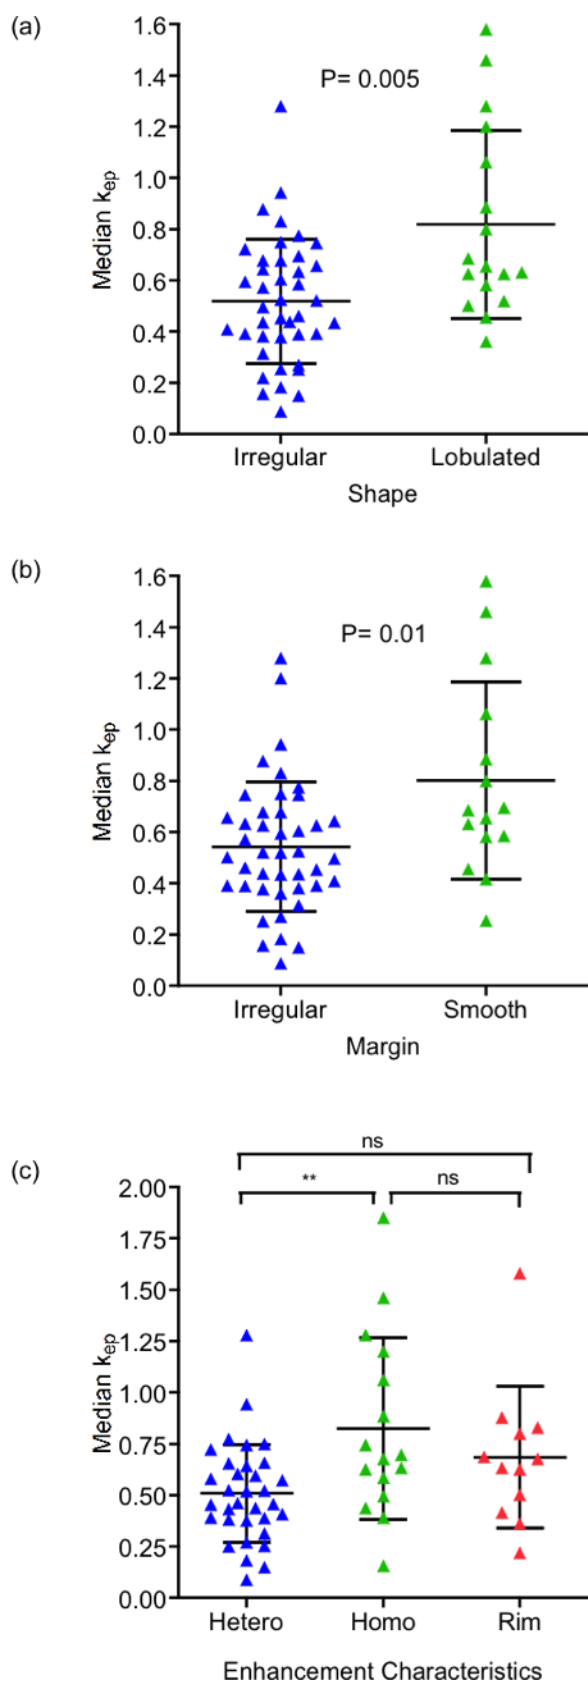 (a)
1.6
1.4
1.2
1.0
0.8
0.6
0.4
0.2
0.0
Median kep
P= 0.005
Irregular Lobulated
Shape
(b)
1.6
1.4
1.2
1.0
0.8
0.6
0.4
0.2
0.0
Median kep
P= 0.01
Irregular Smooth
Margin
(c)
ns
** ns
2.00
1.75
1.50
1.25
1.00
0.75
0.50
0.25
0.00
Median kep
Hetero Homo Rim
Enhancement Characteristics